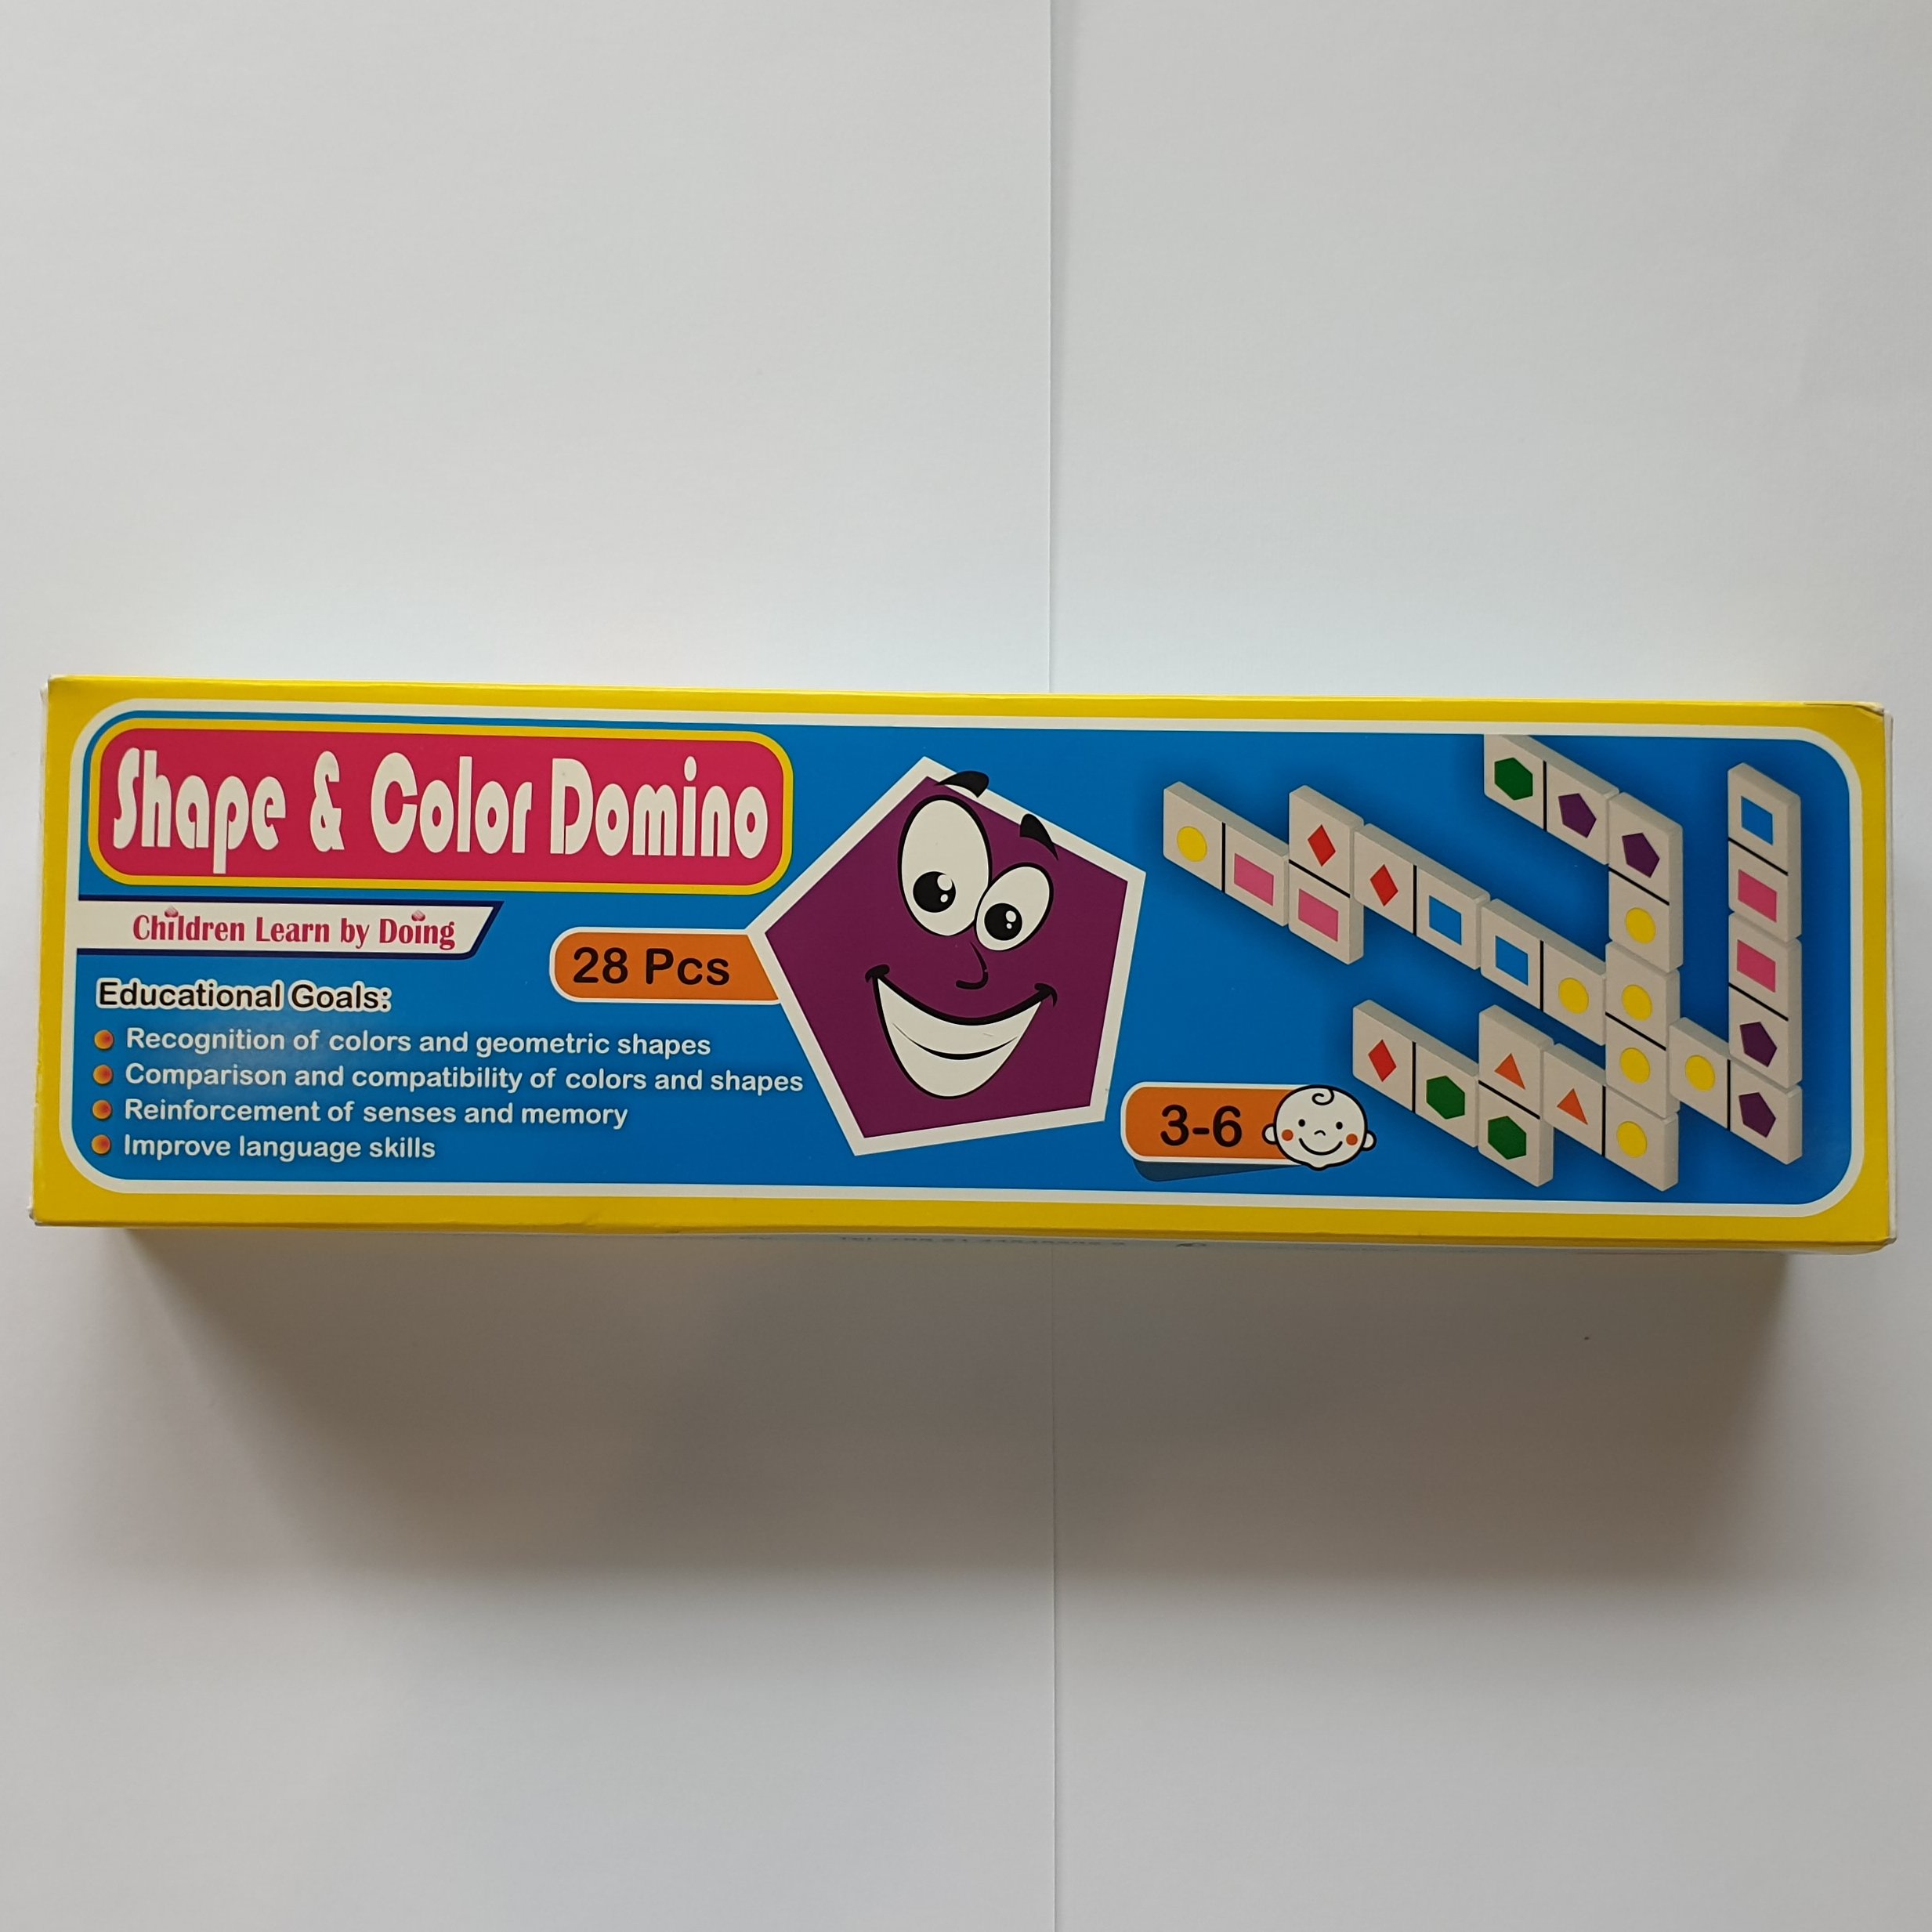 Shape & Color Domino
Children Learn by Doing
28 Pcs
Educational Goals:
Recognition of colors and geometric shapes
Comparison and compatibility of colors and shapes
Reinforcement of senses and memory
Improve language skills
3-6